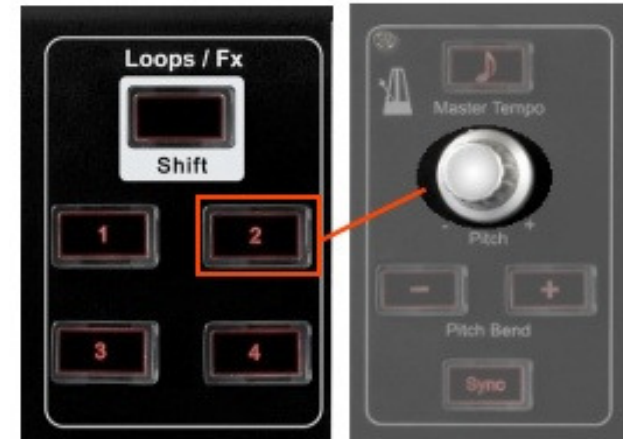 Loops / Fx
Shift
1 2
3 4
Master Tempo
- +
Pitch
- +
Pitch Bend
Sync